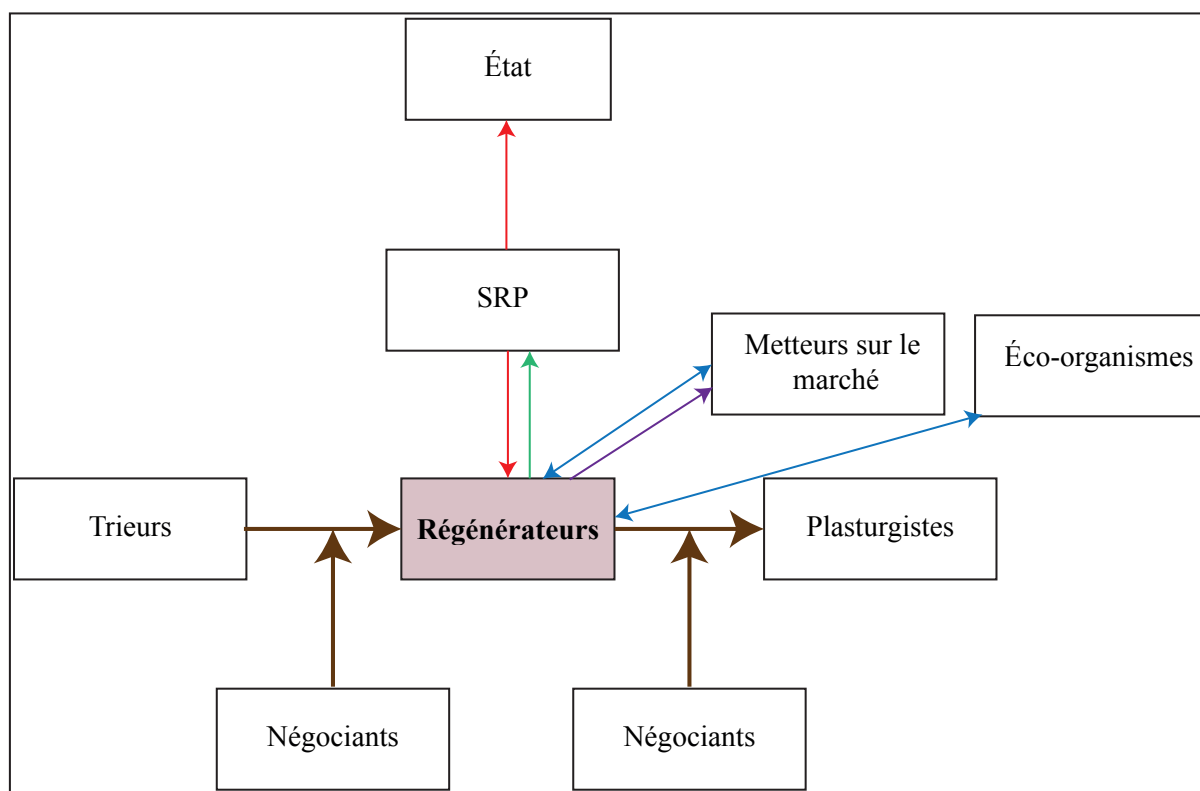 État
SRP
Metteurs sur le
marché
Éco-organismes
Trieurs
Régénérateurs
Plasturgistes
Négociants
Négociants